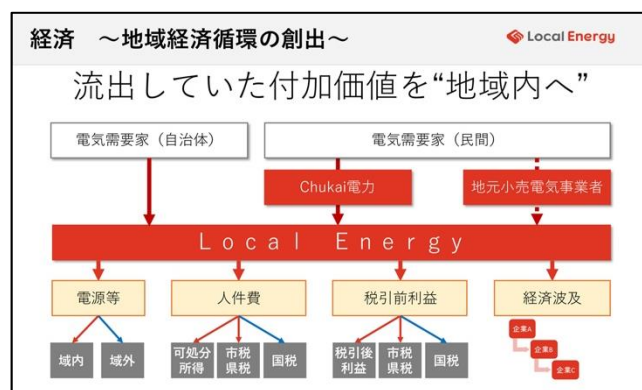 経済 ～地域経済循環の創出～
Local Energy
流出していた付加価値を“地域内へ”
電気需要家（自治体）
電気需要家（民間）
Chukai電力
地元小売電気事業者
Local Energy
電源等
人件費
税引前利益
経済波及
域内
域外
可処分
所得
市税
県税
国税
税引後
利益
市税
県税
国税
企業A
企業B
企業C